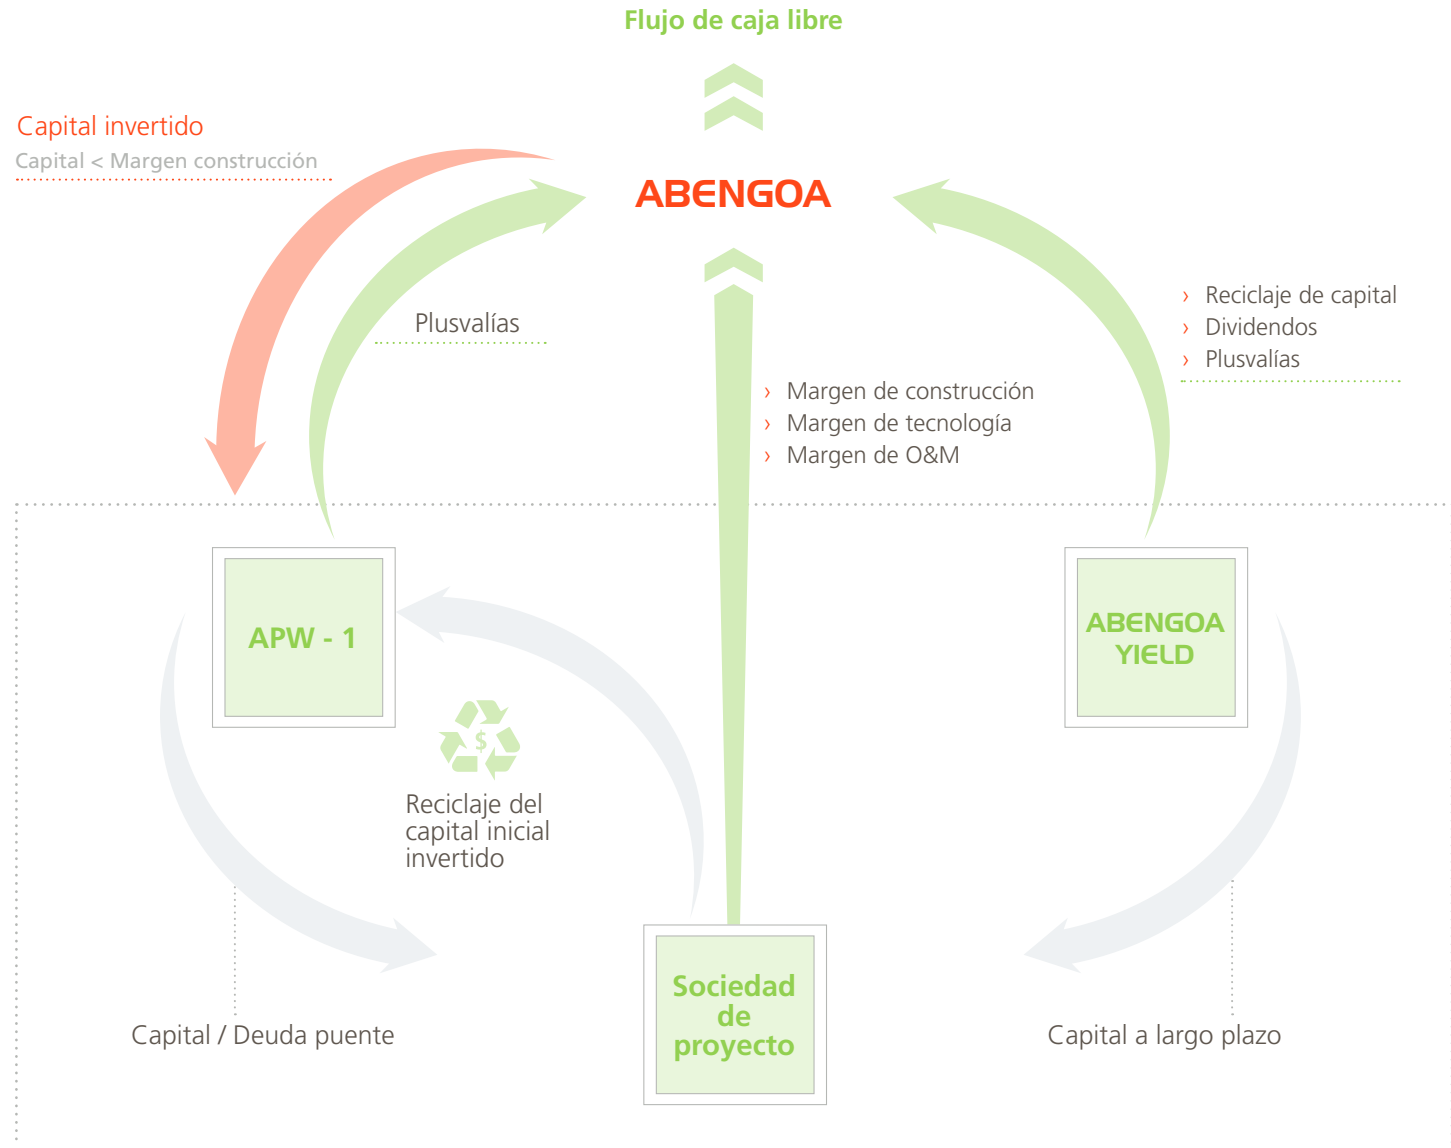 Flujo de caja libre
Capital invertido
Capital < Margen construcción
ABENGOA
Plusvalías
› Reciclaje de capital
› Dividendos
› Plusvalías
› Margen de construcción
› Margen de tecnología
› Margen de O&M
APW - 1
ABENGOA
YIELD
$
Reciclaje del
capital inicial
invertido
Sociedad
de
proyecto
Capital / Deuda puente
Capital a largo plazo